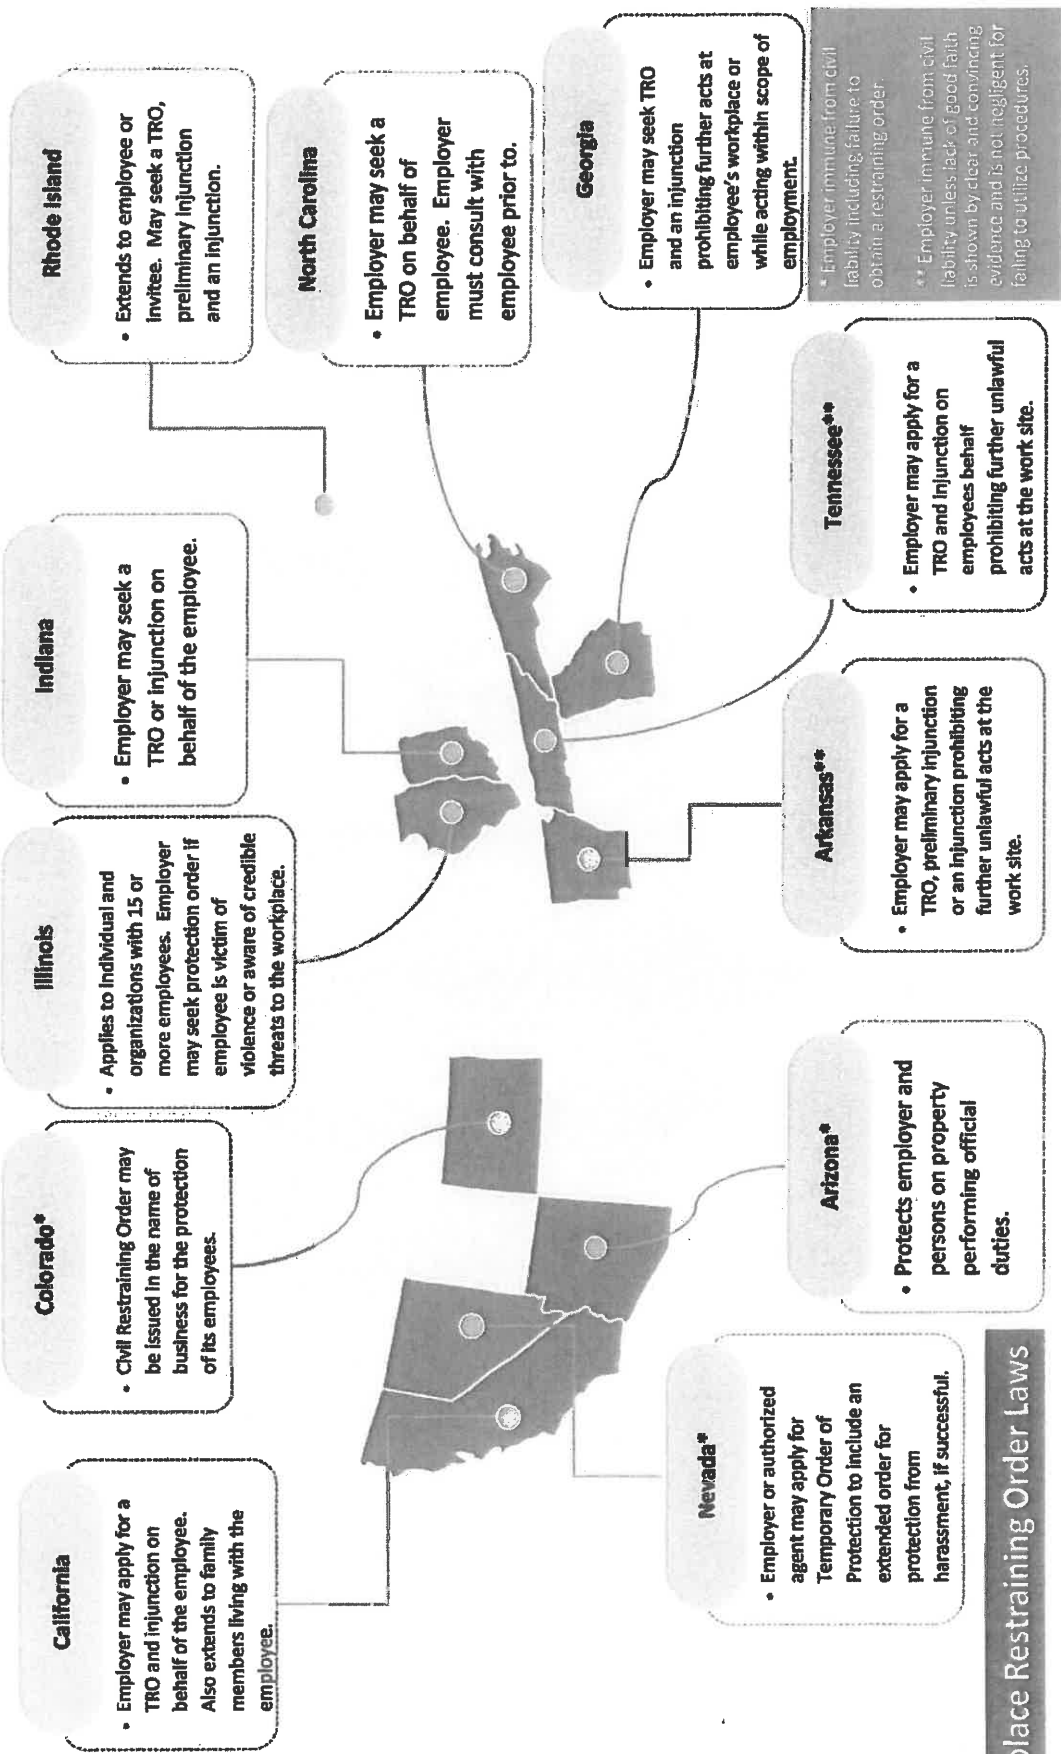 California
• Employer may apply for a
TRO and injunction on
behalf of the employee.
Also extends to family
members living with the
employee.
Colorado*
• Civil Restraining Order may
be issued in the name of
business for the protection
of its employees.
Illinois
• Applies to Individual and
organizations with 15 or
more employees. Employer
may seek protection order if
employee is victim of
violence or aware of credible
threats to the workplace.
Indiana
• Employer may seek a
TRO or injunction on
behalf of the employee.
Rhode Island
• Extends to employee or
invitee. May seek a TRO,
preliminary injunction
and an injunction.
North Carolina
• Employer may seek a
TRO on behalf of
employee. Employer
must consult with
employee prior to.
Georgia
• Employer may seek TRO
and an injunction
prohibiting further acts at
employee's workplace or
while acting within scope of
employment.
Nevada*
• Employer or authorized
agent may apply for
Temporary Order of
Protection to include an
extended order for
protection from
harassment, if successful.
Arizona*
• Protects employer and
persons on property
performing official
duties.
Arkansas**
• Employer may apply for a
TRO, preliminary injunction
or an injunction prohibiting
further unlawful acts at the
work site.
Tennessee**
• Employer may apply for a
TRO and injunction on
employees behalf
prohibiting further unlawful
acts at the work site.
* Employer immune from civil
liability including failure to
obtain a restraining order.
** Employer immune from civil
liability unless lack of good faith
is shown by clear and convincing
evidence and is not negligent for
failing to utilize procedures.
place Restraining Order Laws